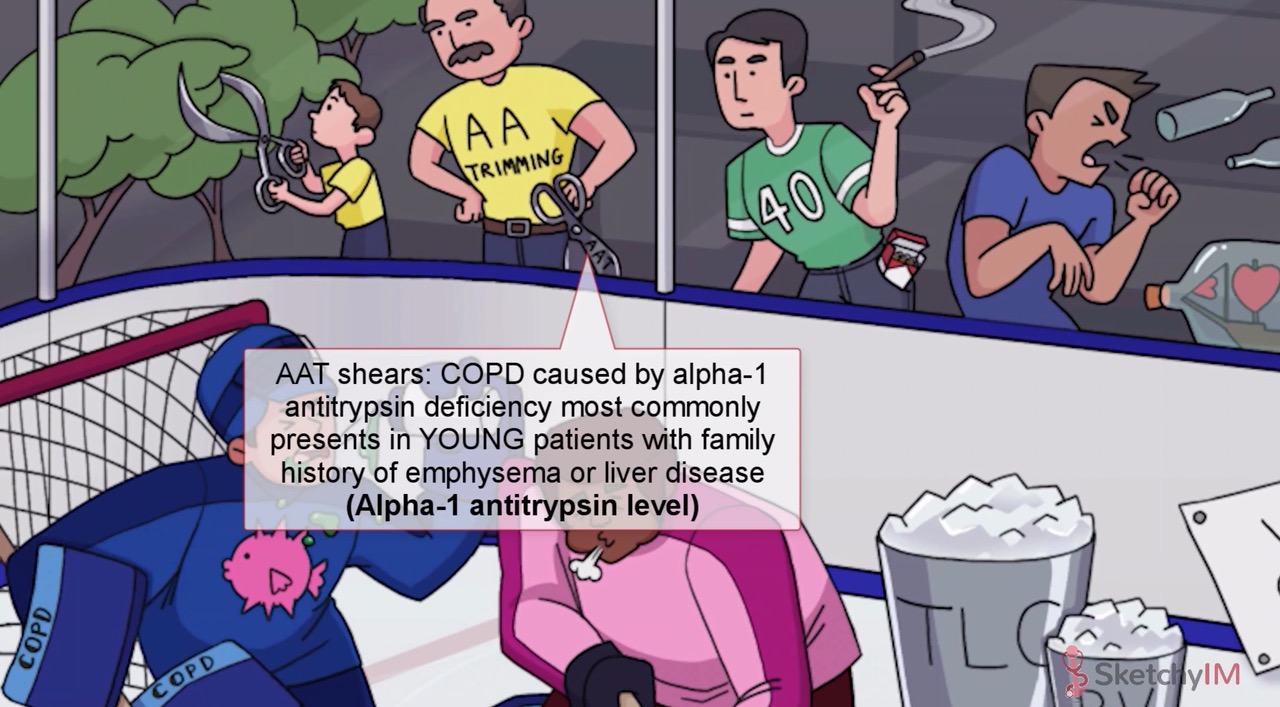 AA
TRIMMING
40
AAT
AAT shears: COPD caused by alpha-1
antitrypsin deficiency most commonly
presents in YOUNG patients with family
history of emphysema or liver disease
(Alpha-1 antitrypsin level)
COPD
COPD
TLC
RV
SketchyIM